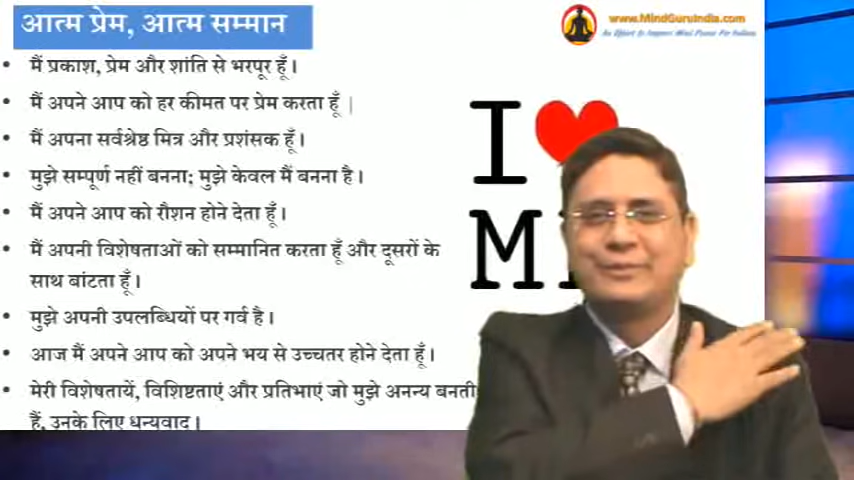 आत्म प्रेम, आत्म सम्मान
www.MindGuruIndia.com
An Effort to Improve Mind Power For Indians
• मैं प्रकाश, प्रेम और शांति से भरपूर हूँ।
• मैं अपने आप को हर कीमत पर प्रेम करता हूँ |
• मैं अपना सर्वश्रेष्ठ मित्र और प्रशंसक हूँ।
• मुझे सम्पूर्ण नहीं बनना; मुझे केवल मैं बनना है।
• मैं अपने आप को रौशन होने देता हूँ।
• मैं अपनी विशेषताओं को सम्मानित करता हूँ और दूसरों के
साथ बांटता हूँ।
• मुझे अपनी उपलब्धियों पर गर्व है।
• आज मैं अपने आप को अपने भय से उच्चतर होने देता हूँ।
• मेरी विशेषतायें, विशिष्टताएं और प्रतिभाएं जो मुझे अनन्य बनती
हैं, उनके लिए धन्यवाद।
I
M